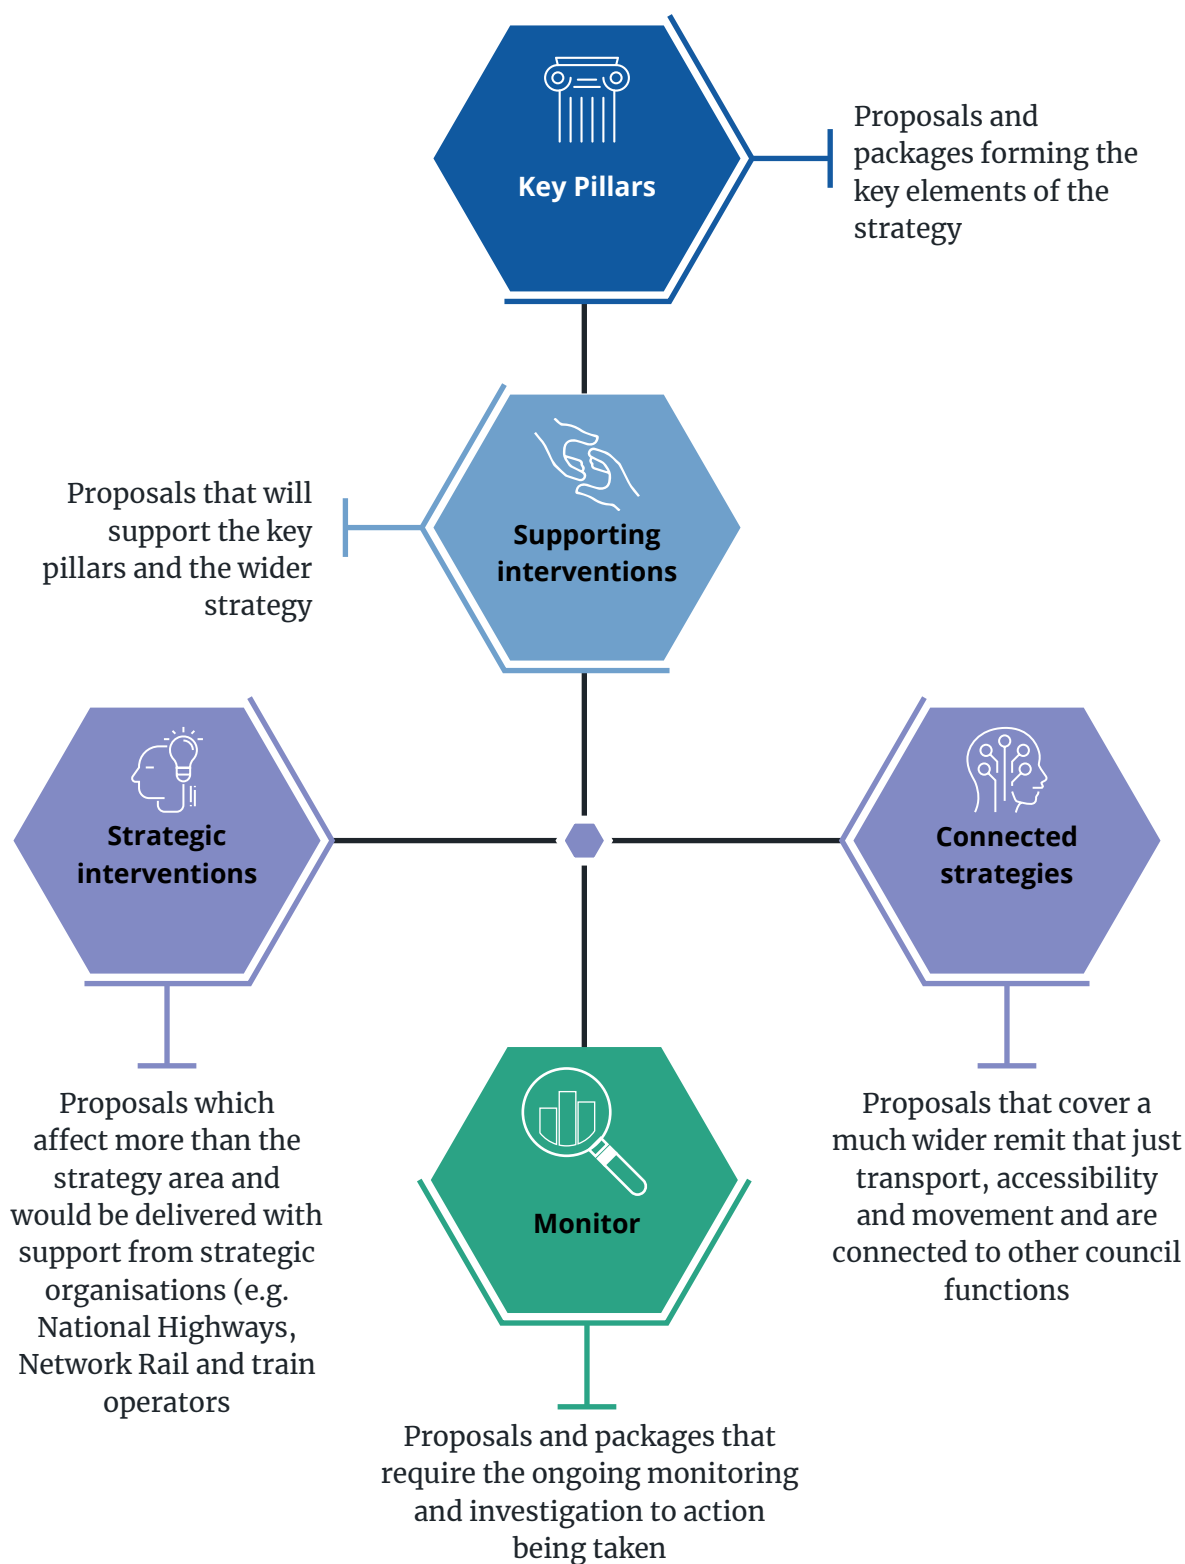 Key Pillars
Proposals and
packages forming the
key elements of the
strategy
Supporting
interventions
Proposals that will
support the key
pillars and the wider
strategy
Strategic
interventions
Proposals which
affect more than the
strategy area and
would be delivered with
support from strategic
organisations (e.g.
National Highways,
Network Rail and train
operators
Connected
strategies
Proposals that cover a
much wider remit that just
transport, accessibility
and movement and are
connected to other council
functions
Monitor
Proposals and packages that
require the ongoing monitoring
and investigation to action
being taken